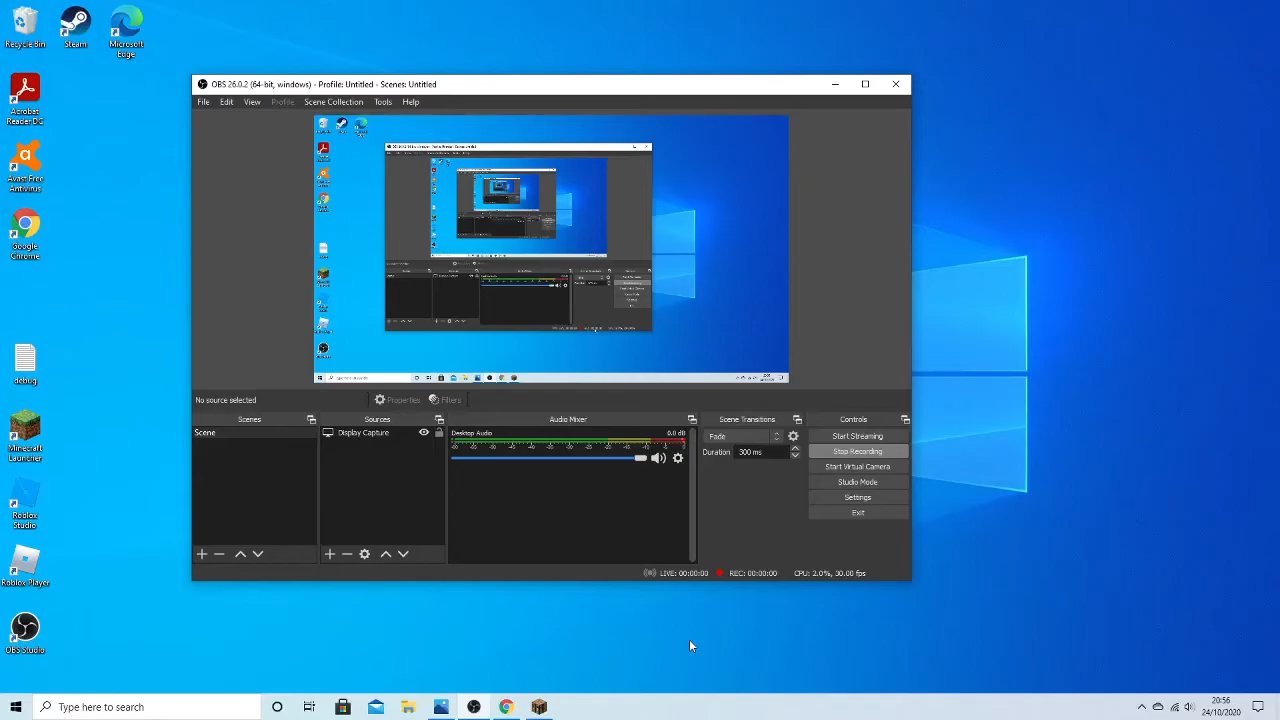 Recycle Bin
Steam
Microsoft
Edge
Acrobat
Reader DC
Avast Free
Antivirus
Google
Chrome
debug
Minecraft
Launcher
Roblox
Studio
Roblox Player
OBS Studio
OBS 26.0.2 (64-bit, windows) - Profile: Untitled - Scenes: Untitled
File Edit View Profile Scene Collection Tools Help
No source selected
Properties
Filters
Scenes
Scene
Sources
Display Capture
Audio Mixer
Desktop Audio 0.0 dB
Scene Transitions
Fade
Duration 300 ms
Controls
Start Streaming
Stop Recording
Start Virtual Camera
Studio Mode
Settings
Exit
LIVE: 00:00:00 REC: 00:00:00 CPU: 2.0%, 30.00 fps
Type here to search
20:56
24/10/2020